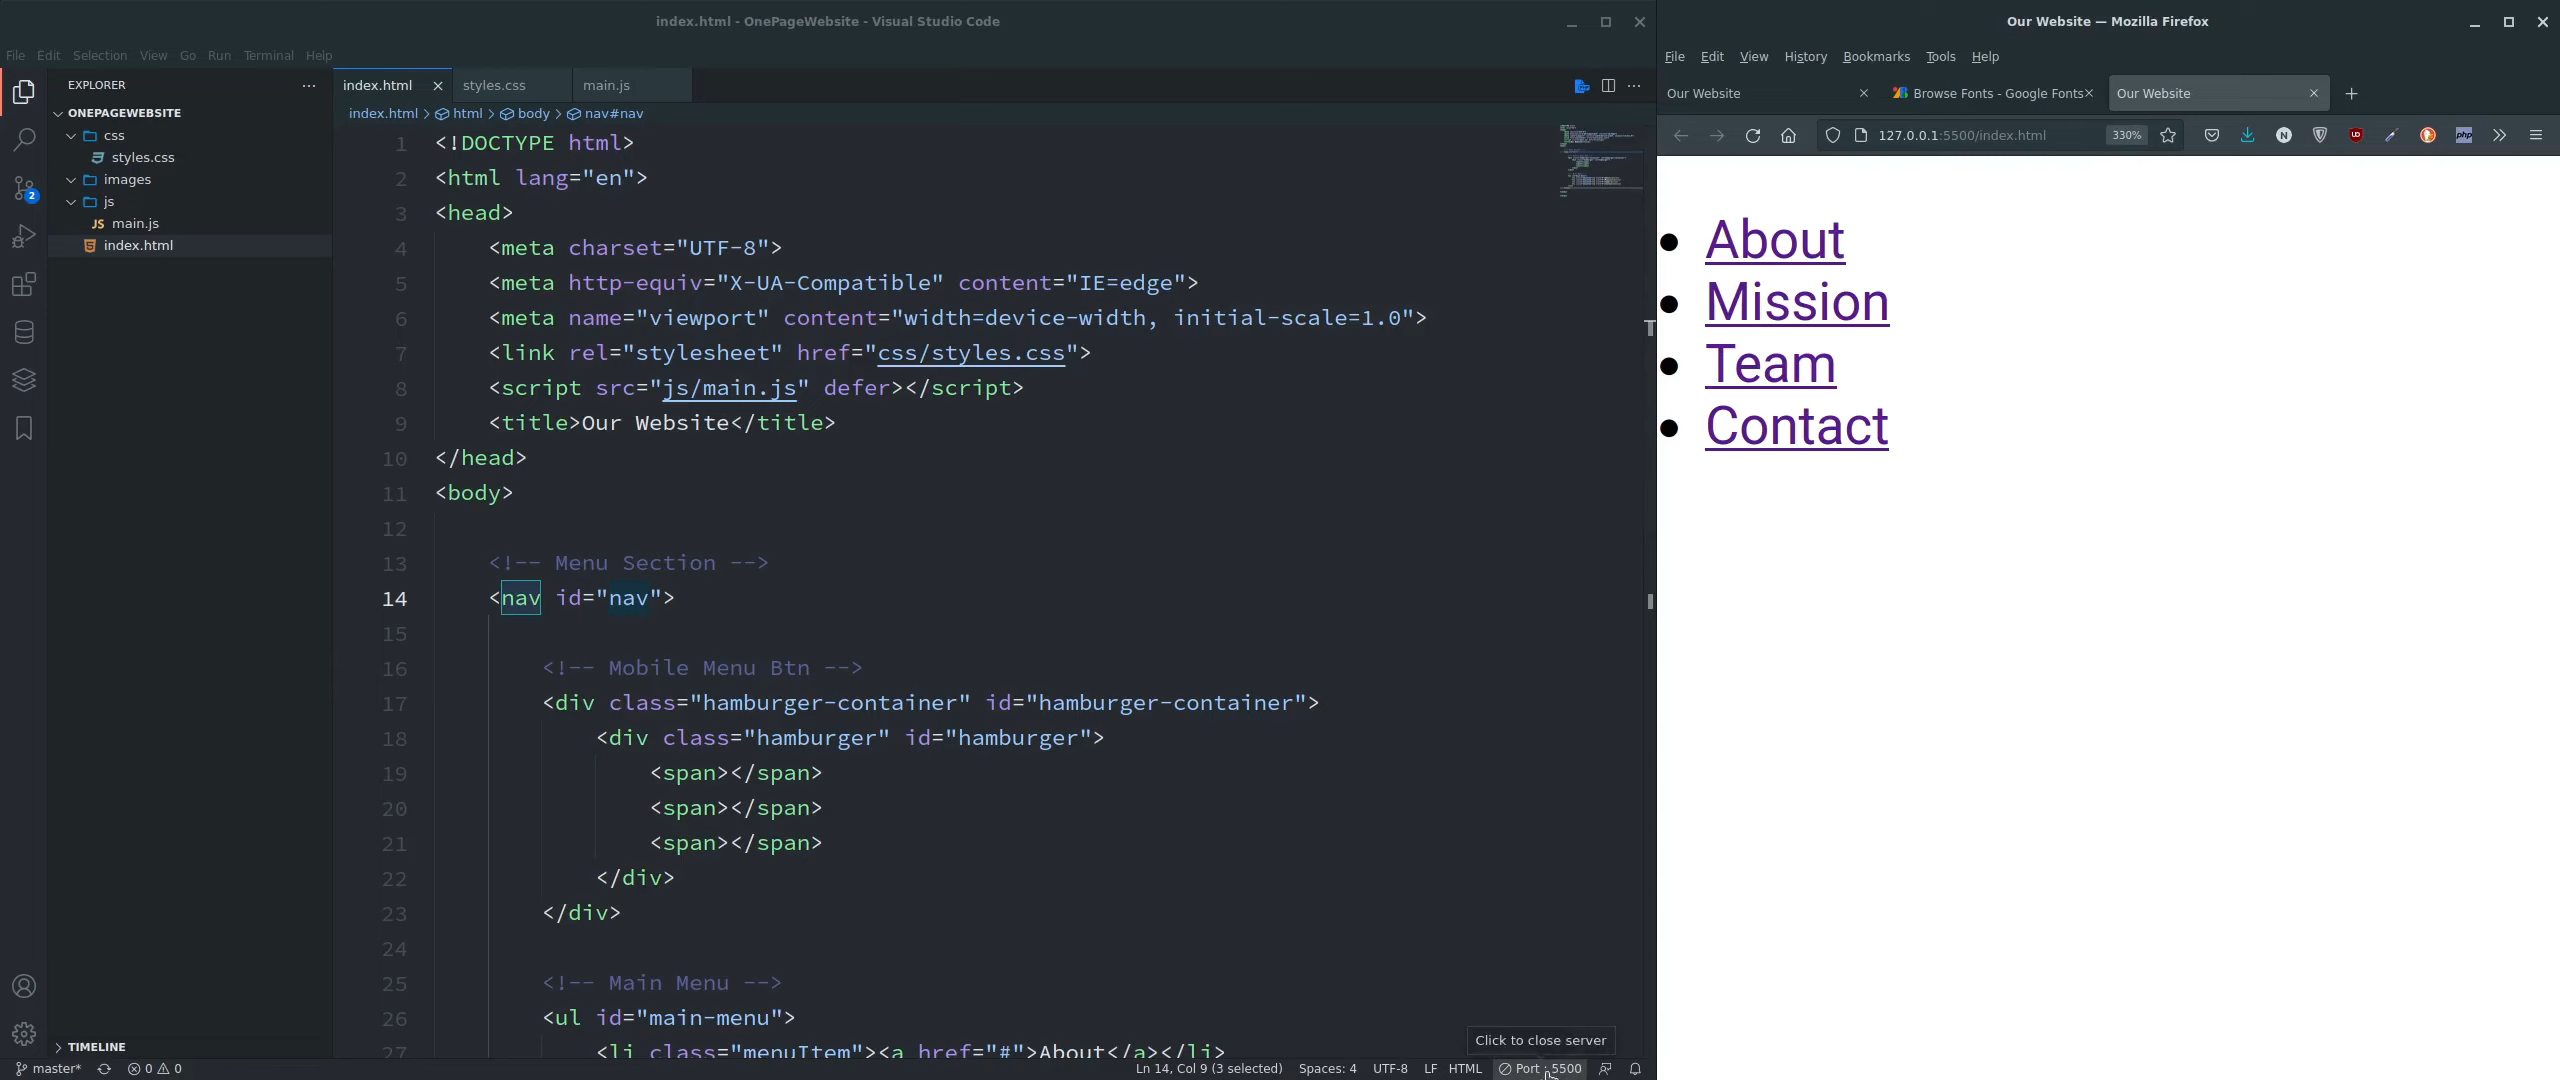 index.html - OnePageWebsite - Visual Studio Code
File Edit Selection View Go Run Terminal Help
EXPLORER
ONEPAGEWEBSITE
css
styles.css
images
js
JS main.js
index.html
TIMELINE
index.html styles.css main.js
index.html > html > body > nav#nav
1 <!DOCTYPE html>
2 <html lang="en">
3 <head>
4 <meta charset="UTF-8">
5 <meta http-equiv="X-UA-Compatible" content="IE=edge">
6 <meta name="viewport" content="width=device-width, initial-scale=1.0">
7 <link rel="stylesheet" href="css/styles.css">
8 <script src="js/main.js" defer></script>
9 <title>Our Website</title>
10 </head>
11 <body>
12
13 <!-- Menu Section -->
14 <nav id="nav">
15
16 <!-- Mobile Menu Btn -->
17 <div class="hamburger-container" id="hamburger-container">
18 <div class="hamburger" id="hamburger">
19 <span></span>
20 <span></span>
21 <span></span>
22 </div>
23 </div>
24
25 <!-- Main Menu -->
26 <ul id="main-menu">
27 <li class="menuItem"><a href="#">About</a></li>
Click to close server
2
master* 0 0 Ln 14, Col 9 (3 selected) Spaces: 4 UTF-8 LF HTML Port : 5500
Our Website — Mozilla Firefox
File Edit View History Bookmarks Tools Help
Our Website Browse Fonts - Google Fonts Our Website
127.0.0.1:5500/index.html 330% N UD php
About
Mission
Team
Contact